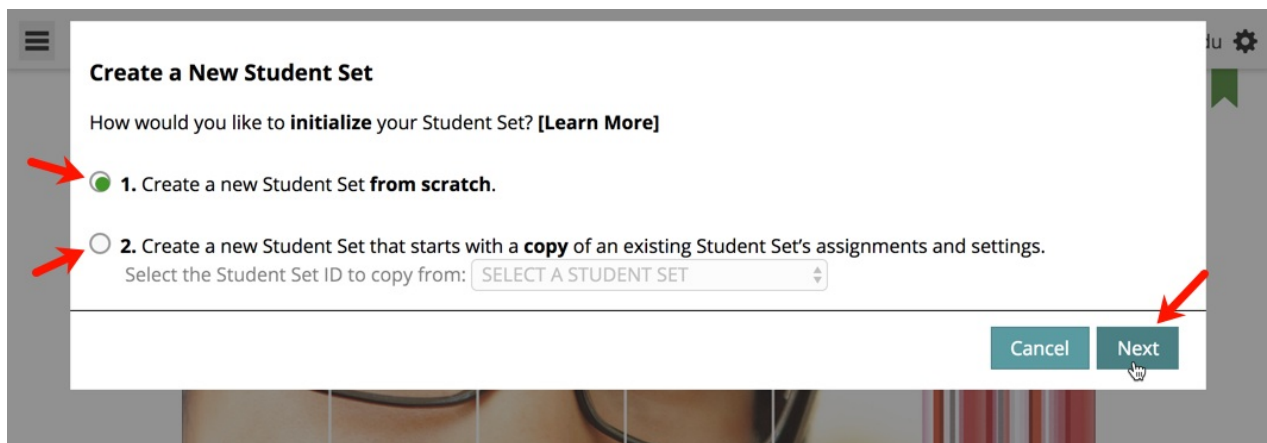 du
Create a New Student Set
How would you like to initialize your Student Set? [Learn More]
1. Create a new Student Set from scratch.
2. Create a new Student Set that starts with a copy of an existing Student Set's assignments and settings.
Select the Student Set ID to copy from: SELECT A STUDENT SET
Cancel Next